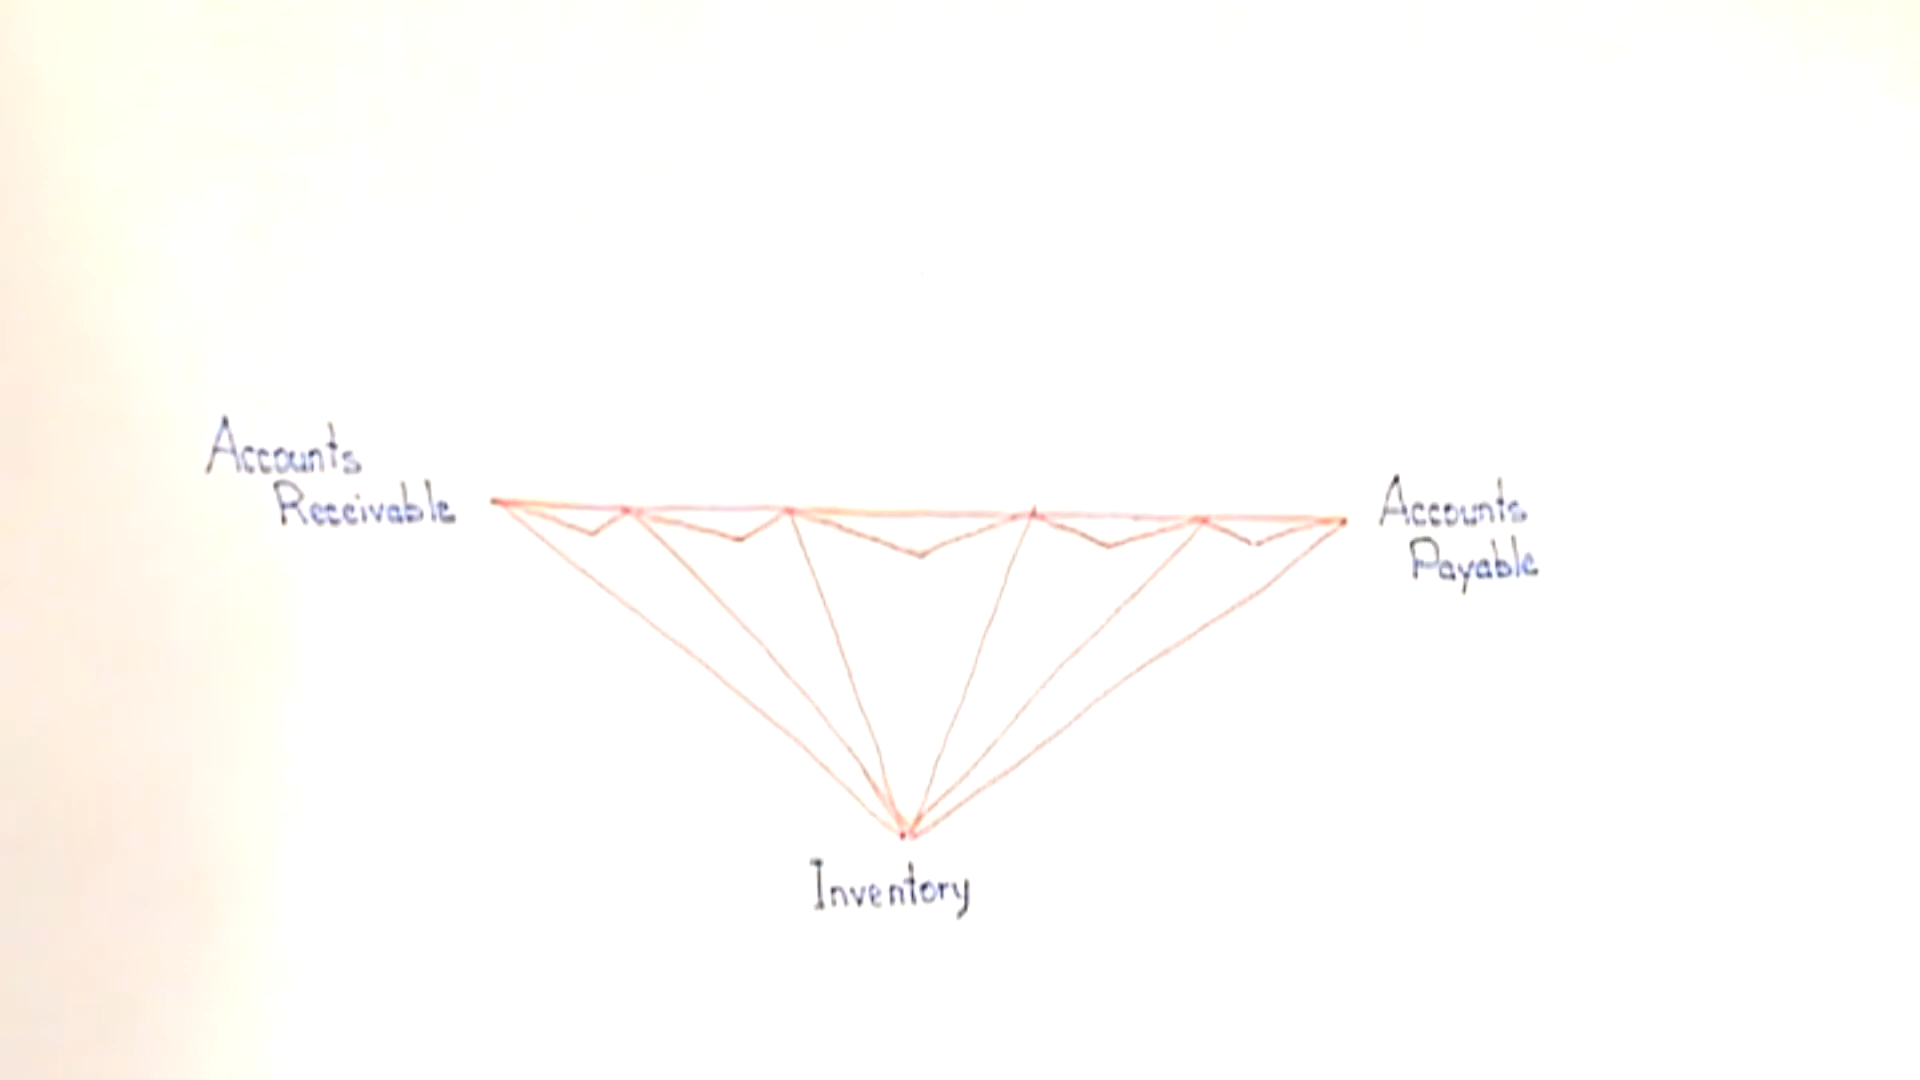 Accounts
Receivable
Accounts
Payable
Inventory